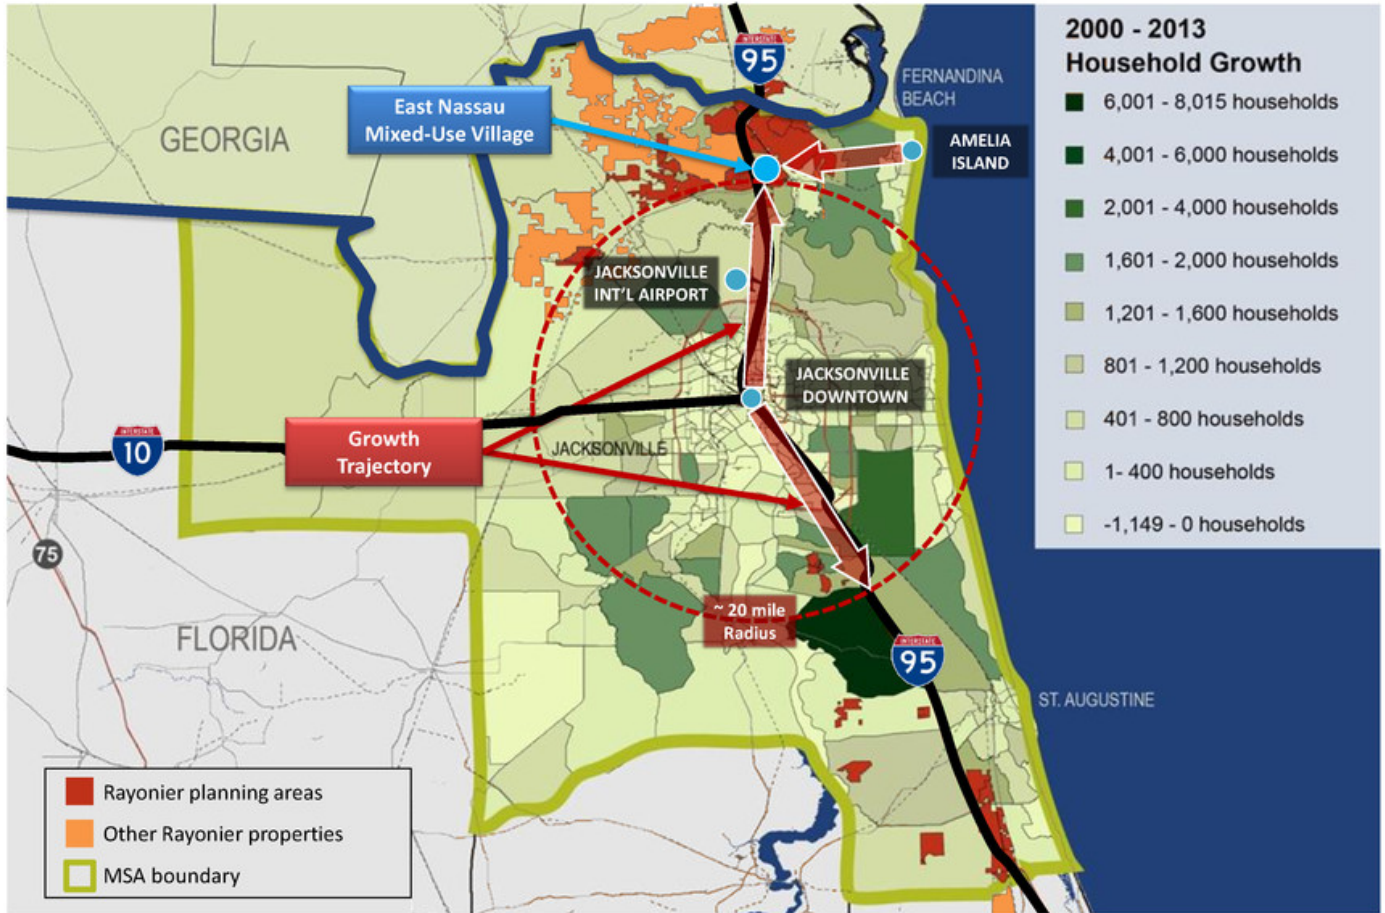 2000 - 2013
Household Growth
6,001 - 8,015 households
4,001 - 6,000 households
2,001 - 4,000 households
1,601 - 2,000 households
1,201 - 1,600 households
801 - 1,200 households
401 - 800 households
1- 400 households
-1,149 - 0 households
INTERSTATE
95
FERNANDINA
BEACH
East Nassau
Mixed-Use Village
GEORGIA
AMELIA
ISLAND
JACKSONVILLE
INT'L AIRPORT
JACKSONVILLE
DOWNTOWN
INTERSTATE
10
Growth
Trajectory
JACKSONVILLE
75
~ 20 mile
Radius
FLORIDA
INTERSTATE
95
ST. AUGUSTINE
Rayonier planning areas
Other Rayonier properties
MSA boundary